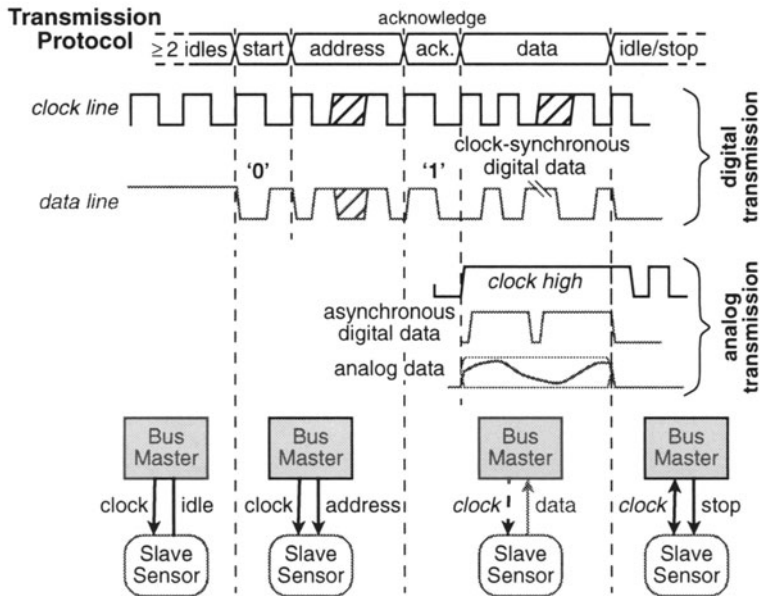 Transmission Protocol
acknowledge
≥ 2 idles start address ack. data idle/stop
clock line
clock-synchronous digital data
'0' '1'
data line
digital transmission
clock high
asynchronous digital data
analog data
analog transmission
Bus Master
clock idle
Slave Sensor
Bus Master
clock address
Slave Sensor
Bus Master
clock data
Slave Sensor
Bus Master
clock stop
Slave Sensor